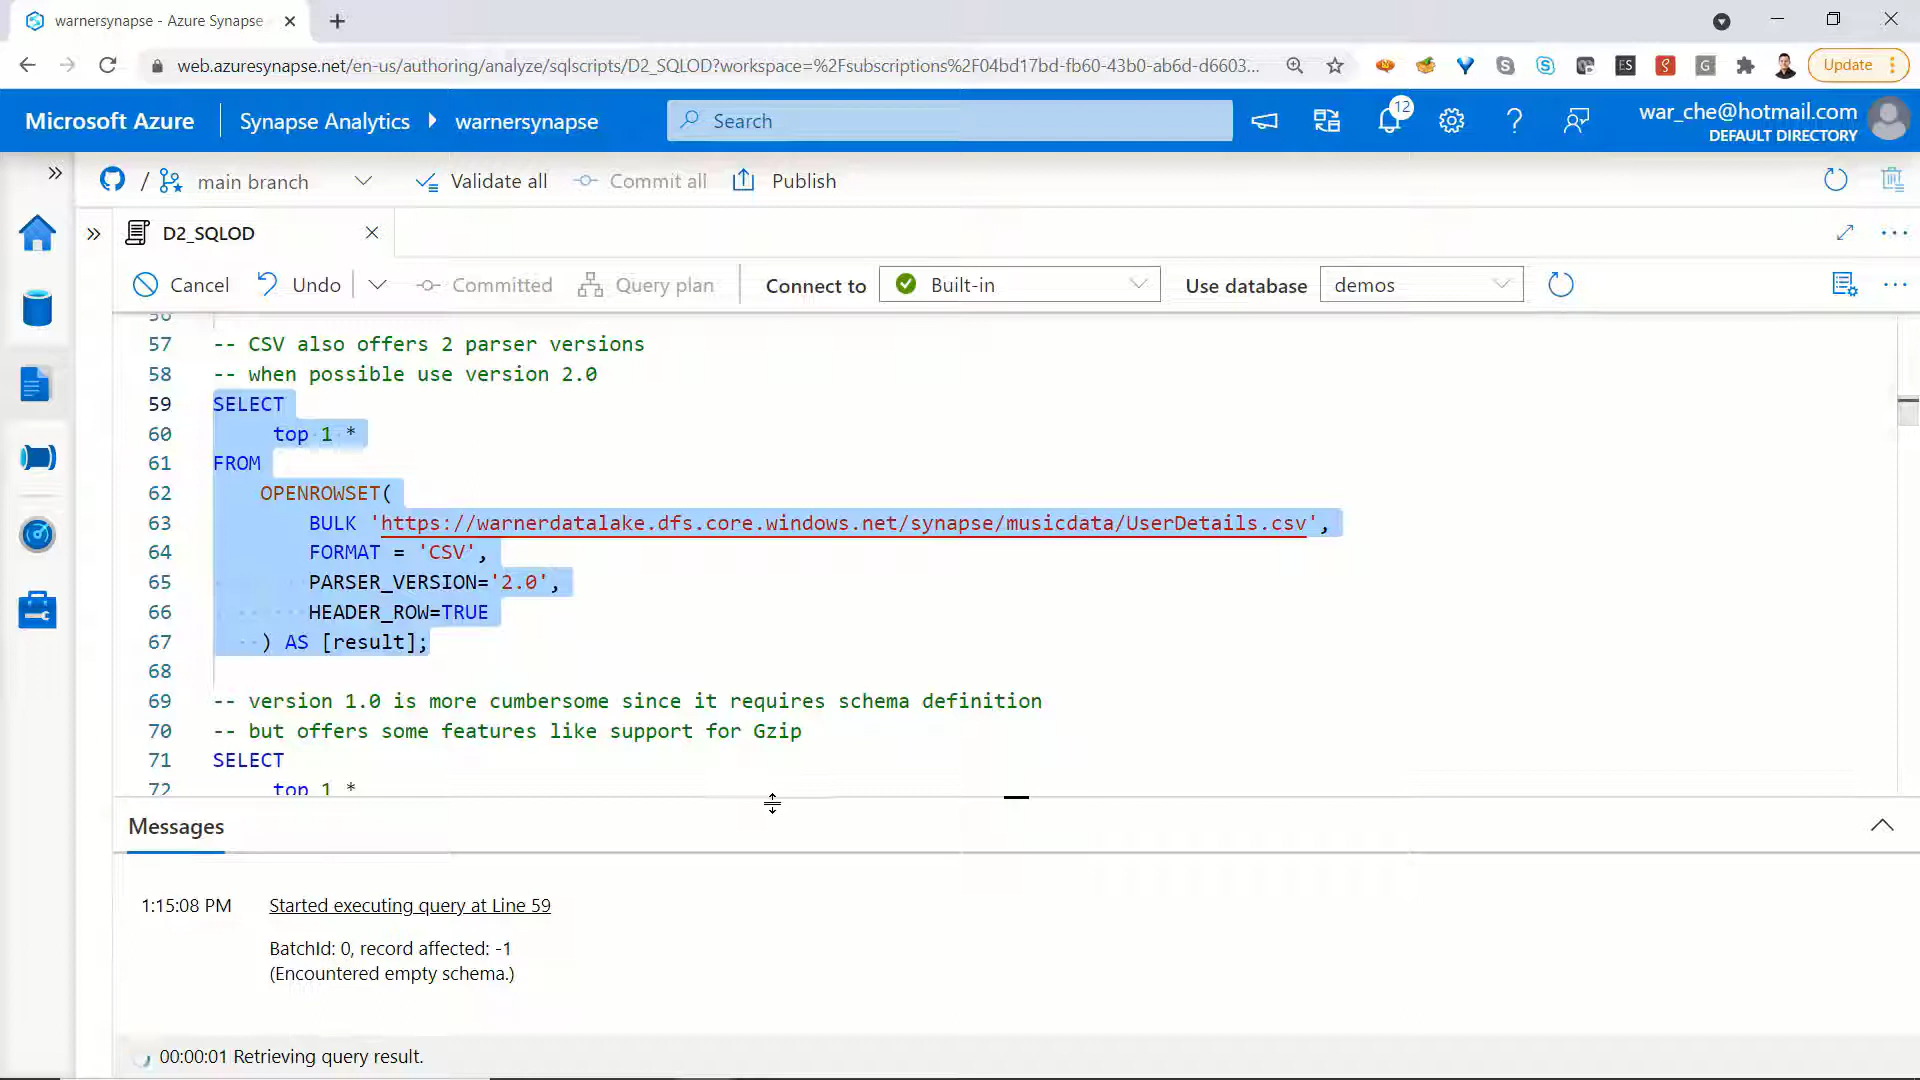 warnersynapse - Azure Synapse
web.azuresynapse.net/en-us/authoring/analyze/sqlscripts/D2_SQLOD?workspace=%2Fsubscriptions%2F04bd17bd-fb60-43b0-ab6d-d6603...
Update
Microsoft Azure
Synapse Analytics
warnersynapse
Search
12
war_che@hotmail.com
DEFAULT DIRECTORY
/ main branch
Validate all
Commit all
Publish
D2_SQLOD
Cancel
Undo
Committed
Query plan
Connect to
Built-in
Use database
demos
56
57 -- CSV also offers 2 parser versions
58 -- when possible use version 2.0
59 SELECT
60 top 1 *
61 FROM
62 OPENROWSET(
63 BULK 'https://warnerdatalake.dfs.core.windows.net/synapse/musicdata/UserDetails.csv',
64 FORMAT = 'CSV',
65 PARSER_VERSION='2.0',
66 HEADER_ROW=TRUE
67 ) AS [result];
68
69 -- version 1.0 is more cumbersome since it requires schema definition
70 -- but offers some features like support for Gzip
71 SELECT
72 top 1 *
Messages
1:15:08 PM Started executing query at Line 59
BatchId: 0, record affected: -1
(Encountered empty schema.)
00:00:01 Retrieving query result.